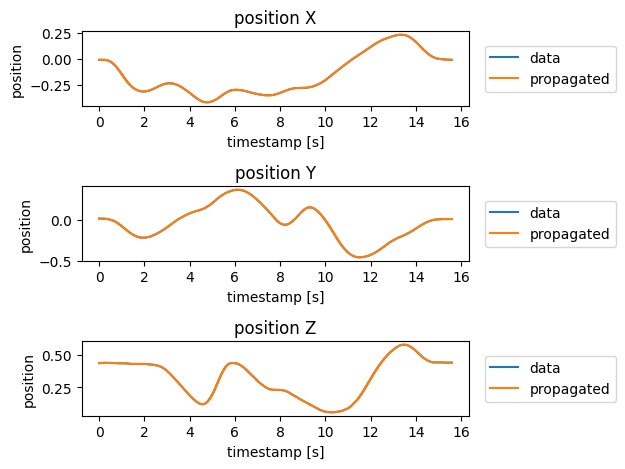 position X
position
0.25
0.00
−0.25
0 2 4 6 8 10 12 14 16
timestamp [s]
data
propagated
position Y
position
0.0
−0.5
0 2 4 6 8 10 12 14 16
timestamp [s]
data
propagated
position Z
position
0.50
0.25
0 2 4 6 8 10 12 14 16
timestamp [s]
data
propagated